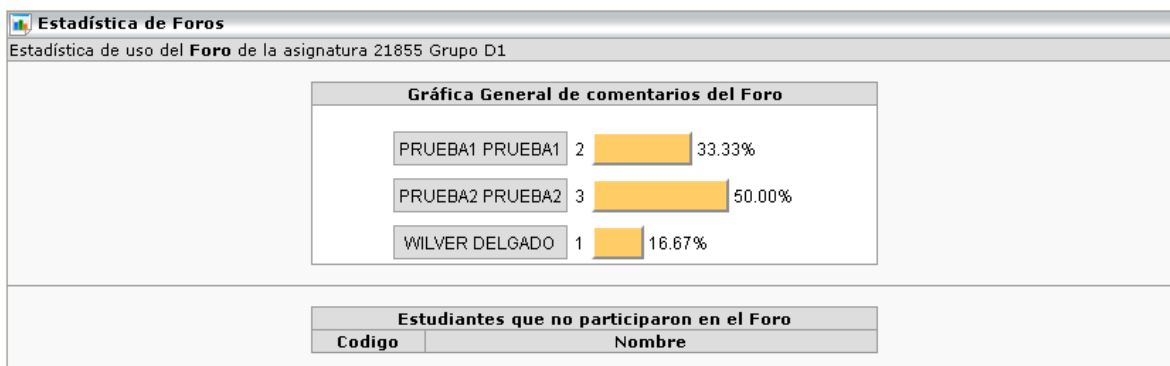 Estadística de Foros
Estadística de uso del Foro de la asignatura 21855 Grupo D1
Gráfica General de comentarios del Foro
PRUEBA1 PRUEBA1 2 33.33%
PRUEBA2 PRUEBA2 3 50.00%
WILVER DELGADO 1 16.67%
Estudiantes que no participaron en el Foro
Codigo Nombre